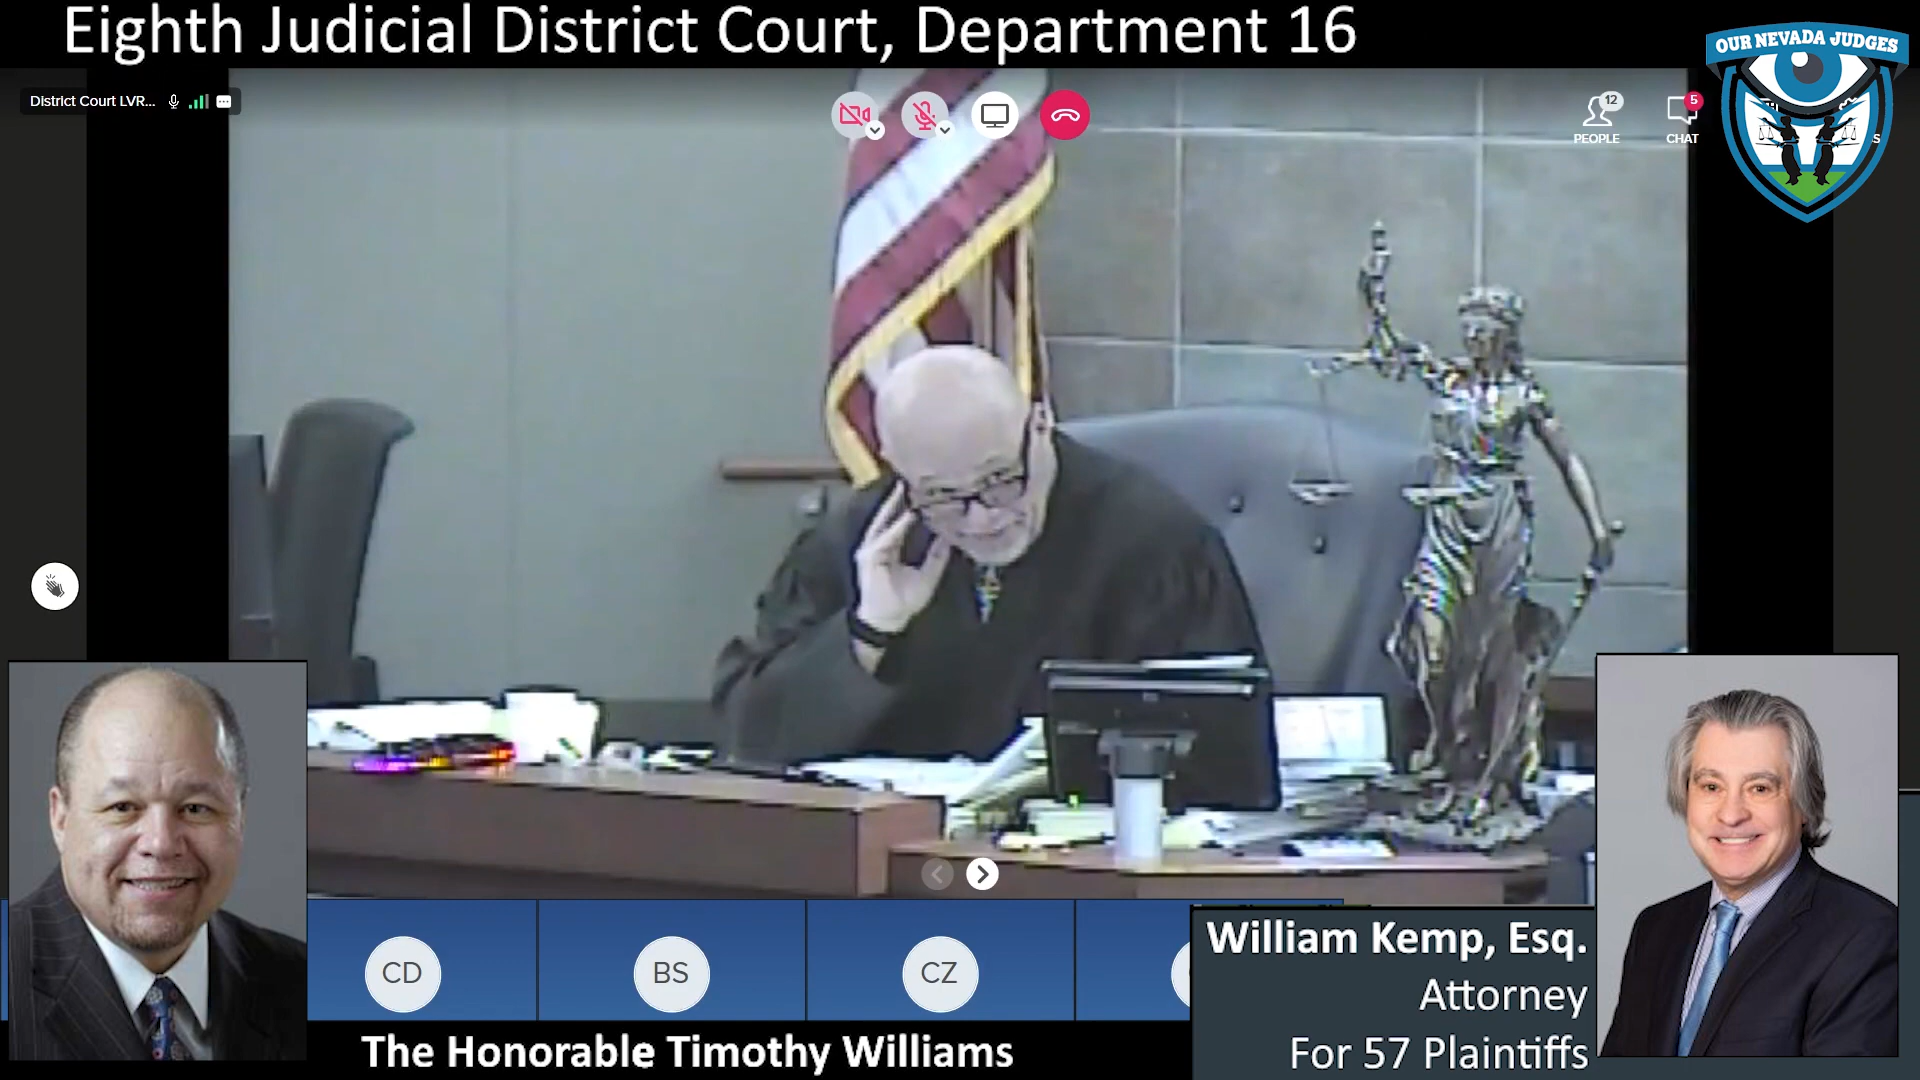 Eighth Judicial District Court, Department 16
OUR NEVADA JUDGES
District Court LVR...
12
PEOPLE
5
CHAT
S
CD
BS
CZ
The Honorable Timothy Williams
William Kemp, Esq.
Attorney
For 57 Plaintiffs